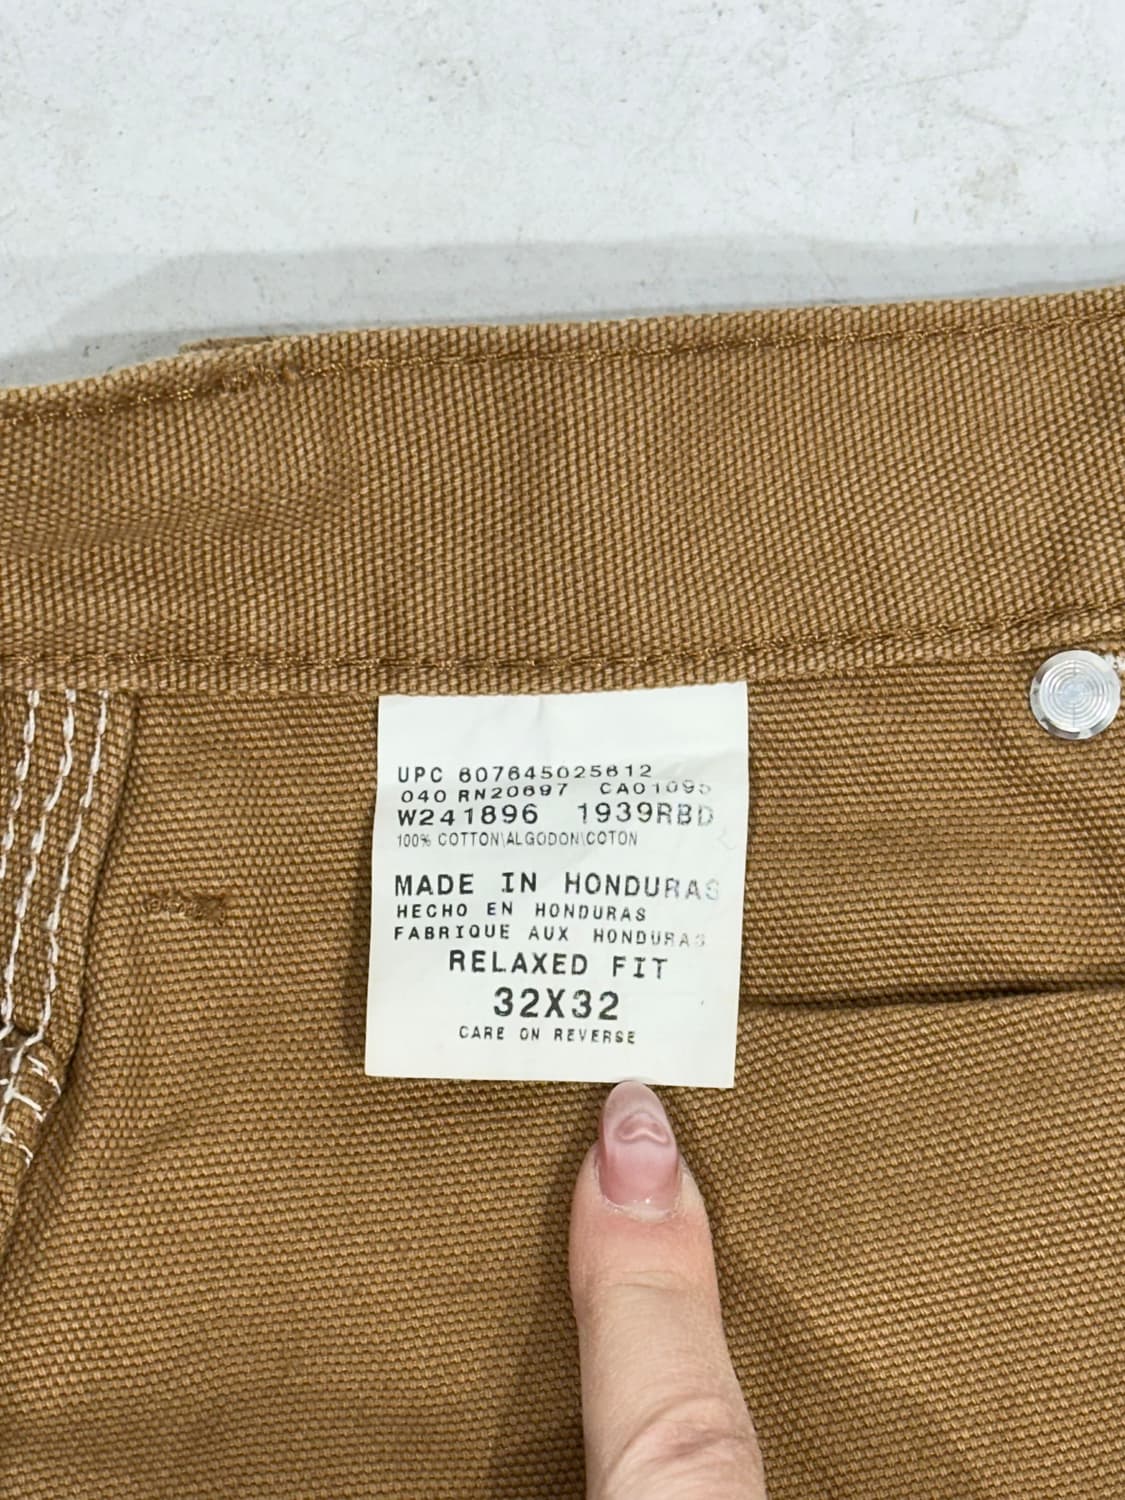 UPC 607645025612
040 RN20697 CA01095
W241896 1939RBD
100% COTTON\ALGODON\COTON
MADE IN HONDURAS
HECHO EN HONDURAS
FABRIQUE AUX HONDURAS
RELAXED FIT
32X32
CARE ON REVERSE